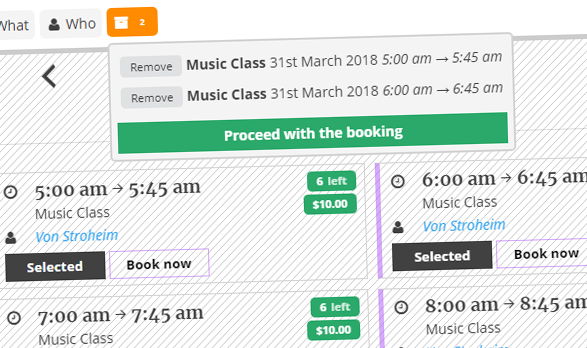 What Who 2
Remove Music Class 31st March 2018 5:00 am → 5:45 am
Remove Music Class 31st March 2018 6:00 am → 6:45 am
Proceed with the booking
5:00 am → 5:45 am
6 left
Music Class
$10.00
Von Stroheim
Selected Book now
6:00 am → 6:45 am
Music Class
Von Stroheim
Selected Book now
7:00 am → 7:45 am
6 left
Music Class
$10.00
8:00 am → 8:45 am
Music Class